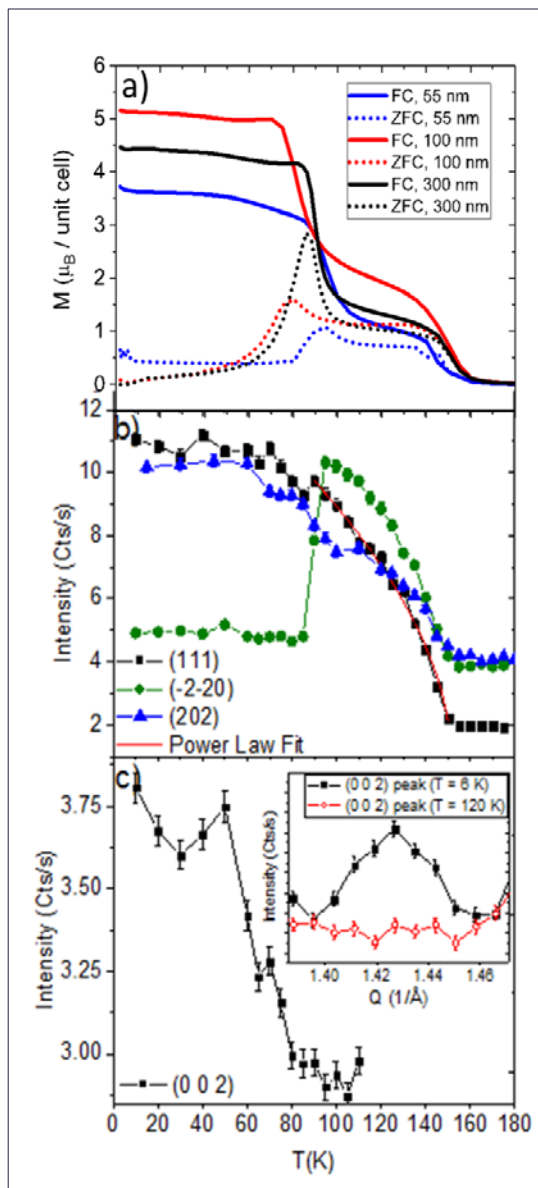 a)
6
5
4
3
2
1
0
M (μB / unit cell)
FC, 55 nm
ZFC, 55 nm
FC, 100 nm
ZFC, 100 nm
FC, 300 nm
ZFC, 300 nm
b)
12
10
8
6
4
2
Intensity (Cts/s)
(111)
(-2-20)
(202)
Power Law Fit
c)
3.75
3.50
3.25
3.00
Intensity (Cts/s)
(0 0 2)
(0 0 2) peak (T = 6 K)
(0 0 2) peak (T = 120 K)
Intensity (Cts/s)
1.40 1.42 1.44 1.46
Q (1/Å)
0 20 40 60 80 100 120 140 160 180
T(K)